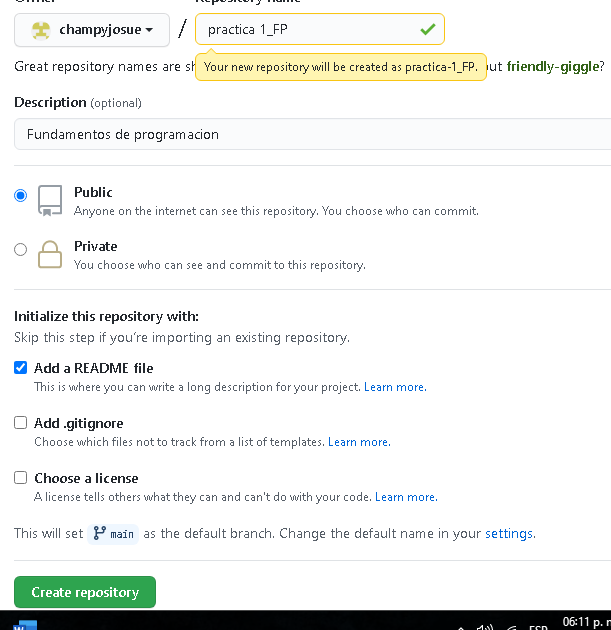 Repository name
champyjosue / practica 1_FP
Great repository names are sh
Your new repository will be created as practica-1_FP.
ut friendly-giggle?
Description (optional)
Fundamentos de programacion
Public
Anyone on the internet can see this repository. You choose who can commit.
Private
You choose who can see and commit to this repository.
Initialize this repository with:
Skip this step if you're importing an existing repository.
Add a README file
This is where you can write a long description for your project. Learn more.
Add .gitignore
Choose which files not to track from a list of templates. Learn more.
Choose a license
A license tells others what they can and can't do with your code. Learn more.
This will set main as the default branch. Change the default name in your settings.
Create repository
06:11 p.
ESP